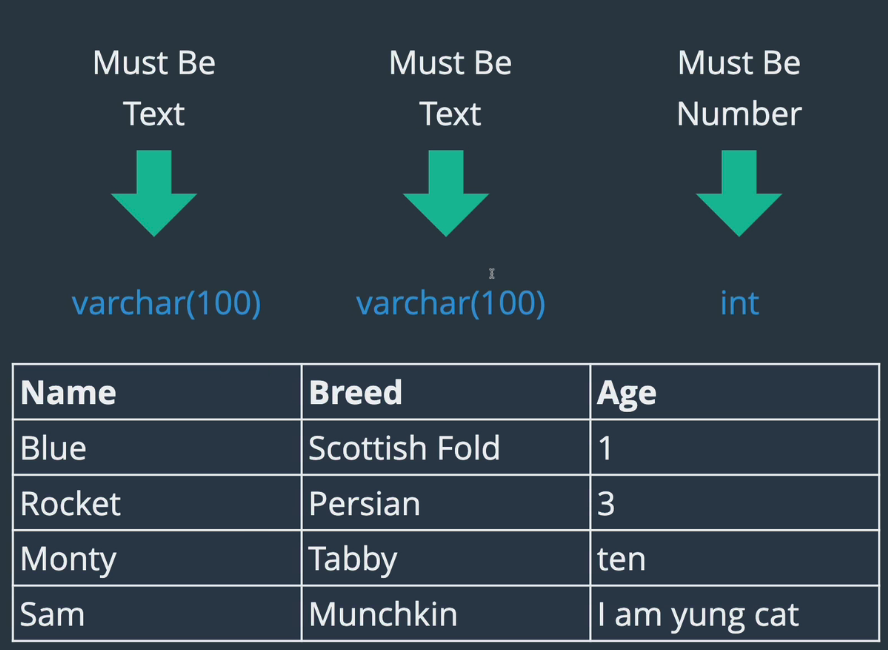 Must Be Must Be Must Be
Text Text Number
varchar(100) varchar(100) int
Name Breed Age
Blue Scottish Fold 1
Rocket Persian 3
Monty Tabby ten
Sam Munchkin I am yung cat